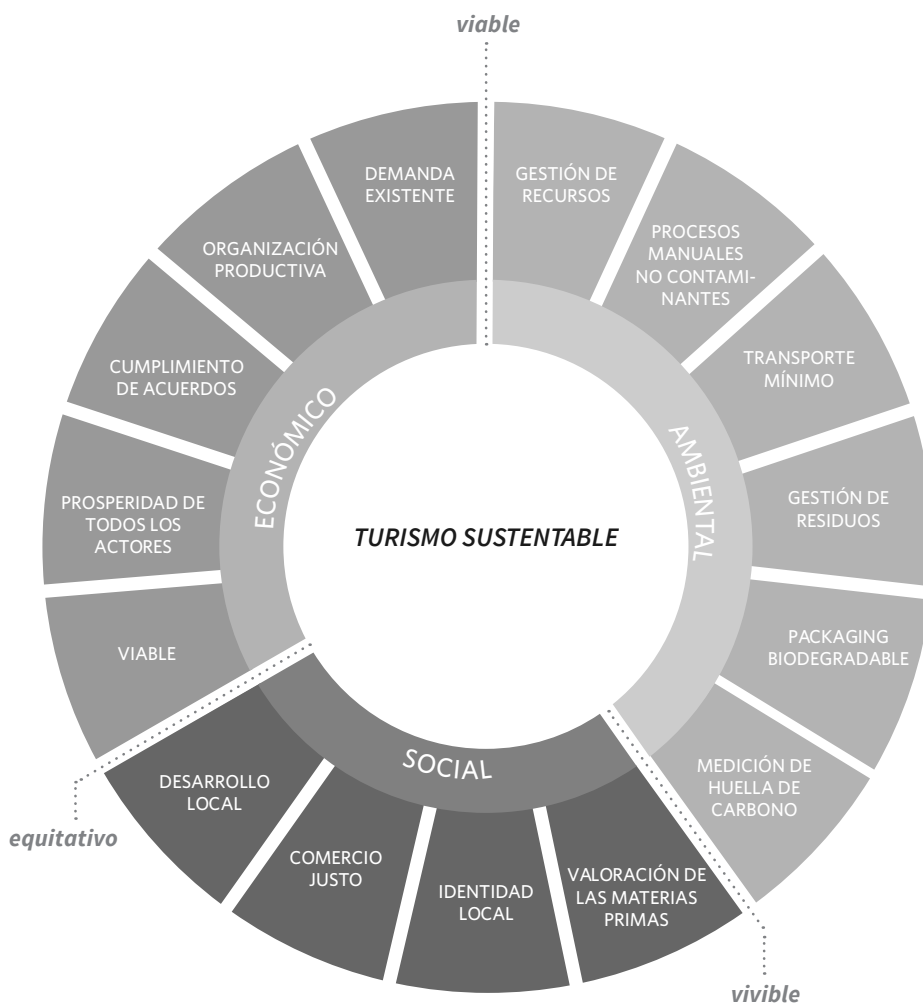 viable
DEMANDA
EXISTENTE
GESTIÓN DE
RECURSOS
ORGANIZACIÓN
PRODUCTIVA
PROCESOS
MANUALES
NO CONTAMI-
NANTES
CUMPLIMIENTO
DE ACUERDOS
TRANSPORTE
MÍNIMO
ECONÓMICO
AMBIENTAL
PROSPERIDAD DE
TODOS LOS
ACTORES
GESTIÓN DE
RESIDUOS
TURISMO SUSTENTABLE
VIABLE
PACKAGING
BIODEGRADABLE
SOCIAL
DESARROLLO
LOCAL
MEDICIÓN DE
HUELLA DE
CARBONO
equitativo
COMERCIO
JUSTO
IDENTIDAD
LOCAL
VALORACIÓN DE
LAS MATERIAS
PRIMAS
vivible